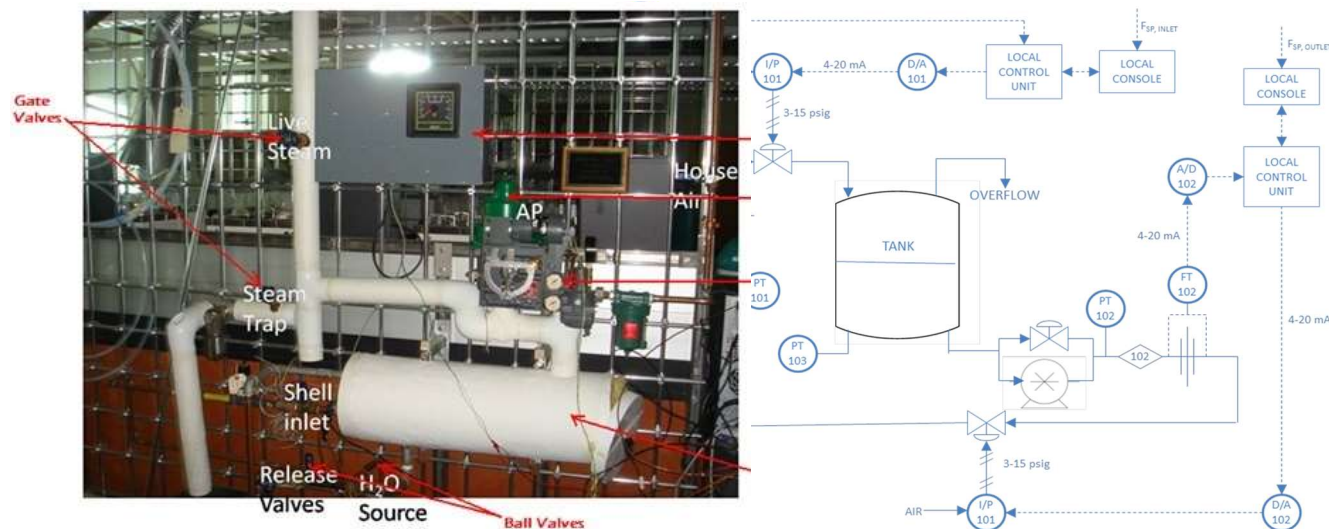 Gate
Valves
Live
Steam
House
Air
AP
Steam
Trap
Shell
inlet
Release
Valves
H₂O
Source
Ball Valves
F_SP, INLET
F_SP, OUTLET
I/P
101
4-20 mA
D/A
101
LOCAL
CONTROL
UNIT
LOCAL
CONSOLE
LOCAL
CONSOLE
3-15 psig
A/D
102
LOCAL
CONTROL
UNIT
OVERFLOW
TANK
4-20 mA
PT
101
FT
102
PT
102
4-20 mA
PT
103
102
3-15 psig
AIR
I/P
101
D/A
102